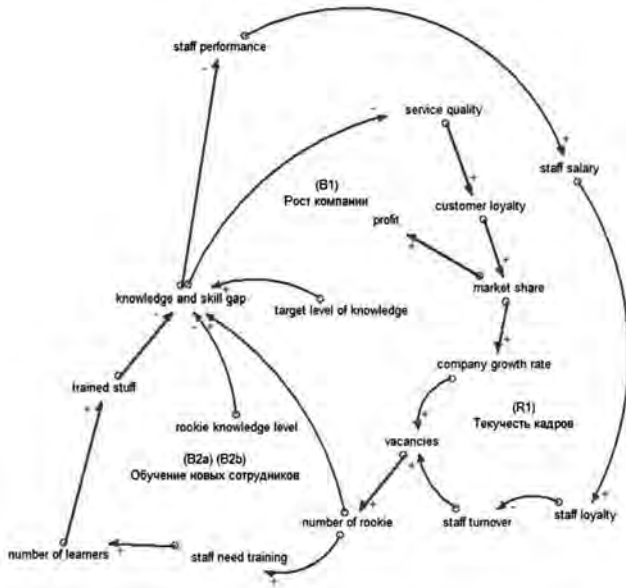 staff performance
service quality
staff salary
(B1)
Рост компании
customer loyalty
profit
knowledge and skill gap
target level of knowledge
market share
company growth rate
trained stuff
(R1)
Текучесть кадров
rookie knowledge level
vacancies
(B2a) (B2b)
Обучение новых сотрудников
number of rookie
staff turnover
staff loyalty
number of learners
staff need training